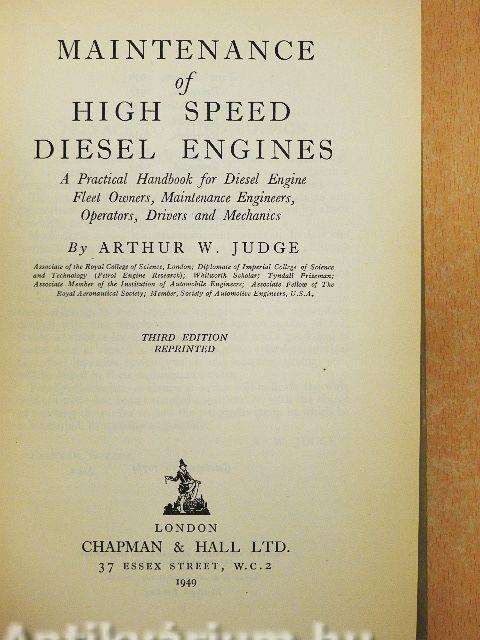 MAINTENANCE
of
HIGH SPEED
DIESEL ENGINES
A Practical Handbook for Diesel Engine
Fleet Owners, Maintenance Engineers,
Operators, Drivers and Mechanics
By ARTHUR W. JUDGE
Associate of the Royal College of Science, London; Diplomate of Imperial College of Science
and Technology (Petrol Engine Research); Whitworth Scholar; Tyndall Prizeman;
Associate Member of the Institution of Automobile Engineers; Associate Fellow of The
Royal Aeronautical Society; Member, Society of Automotive Engineers, U.S.A.
THIRD EDITION
REPRINTED
LONDON
CHAPMAN & HALL LTD.
37 ESSEX STREET, W.C.2
1949
Antikvárium.hu